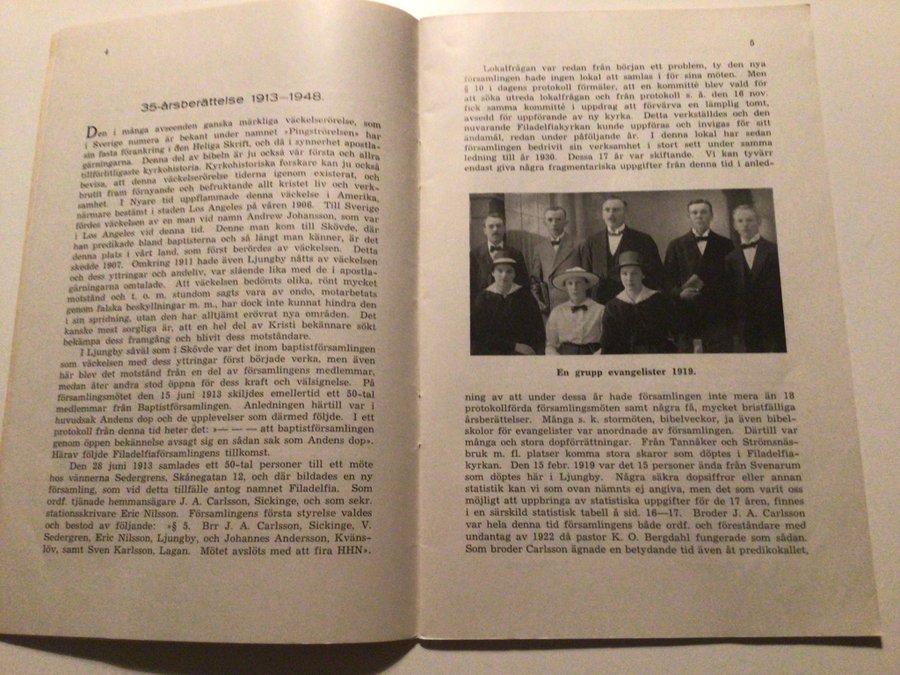 4
35-årsberättelse 1913—1948.
Den i många avseenden ganska märkliga väckelserörelse, som
i Sverige numera är bekant under namnet »Pingströrelsen» har
sin fasta förankring i den Heliga Skrift, och då i synnerhet apostla-
gärningarna. Denna del av bibeln är ju också vår första och allra
tillförlitligaste kyrkohistoria. Kyrkohistoriska forskare kan ju också
bevisa, att denna väckelserörelse tiderna igenom existerat, och
brutit fram förnyande och befruktande allt kristet liv och verk-
samhet. I Nyare tid uppflammade denna väckelse i Amerika,
närmare bestämt i staden Los Angeles på våren 1906. Till Sverige
fördes väckelsen av en man vid namn Andrew Johansson, som var
i Los Angeles vid denna tid. Denne man kom till Skövde, där
han predikade bland baptisterna och så långt man känner, är det
denna plats i vårt land, som först berördes av väckelsen. Detta
skedde 1907. Omkring 1911 hade även Ljungby nåtts av väckelsen
och dess yttringar och andeliv, var slående lika med de i apostla-
gärningarna omtalade. Att väckelsen bedömts olika, rönt mycket
motstånd och t. o. m. stundom sagts vara av ondo, motarbetats
genom falska beskyllningar m. m., har dock inte kunnat hindra den
i sin spridning, utan den har alltjämt erövrat nya områden. Det
kanske mest sorgliga är, att en hel del av Kristi bekännare sökt
bekämpa dess framgång och blivit dess motståndare.
I Ljungby såväl som i Skövde var det inom baptistförsamlingen
som väckelsen med dess yttringar först började verka, men även
här blev det motstånd från en del av församlingens medlemmar,
medan åter andra stod öppna för dess kraft och välsignelse. På
församlingsmötet den 15 juni 1913 skiljdes emellertid ett 50-tal
medlemmar från Baptistförsamlingen. Anledningen härtill var i
huvudsak Andens dop och de upplevelser som därmed följde. I ett
protokoll från denna tid heter det: »— — — att baptistförsamlingen
genom öppen bekännelse avsagt sig en sådan sak som Andens dop».
Härav följde Filadelfiaförsamlingens tillkomst.
Den 28 juni 1913 samlades ett 50-tal personer till ett möte
hos vännerna Sedergrens, Skånegatan 12, och där bildades en ny
församling, som vid detta tillfälle antog namnet Filadelfia. Som
ordf. tjänade hemmansägare J. A. Carlsson, Sickinge, och som sekr.
stationsskrivare Eric Nilsson. Församlingens första styrelse valdes
och bestod av följande: »§ 5. Brr J. A. Carlsson, Sickinge, V.
Sedergren, Eric Nilsson, Ljungby, och Johannes Andersson, Kväns-
löv, samt Sven Karlsson, Lagan. Mötet avslöts med att fira HHN».
5
Lokalfrågan var redan från början ett problem, ty den nya
församlingen hade ingen lokal att samlas i för sina möten. Men
§ 10 i dagens protokoll förmäler, att en kommitté blev vald för
att söka utreda lokalfrågan och från protokoll s. å. den 16 nov.
fick samma kommitté i uppdrag att förvärva en lämplig tomt,
avsedd för uppförande av ny kyrka. Detta verkställdes och den
nuvarande Filadelfiakyrkan kunde uppföras och invigas för sitt
ändamål, redan under påföljande år. I denna lokal har sedan
församlingen bedrivit sin verksamhet i stort sett under samma
ledning till år 1930. Dessa 17 år var skiftande. Vi kan tyvärr
endast giva några fragmentariska uppgifter från denna tid i anled-
En grupp evangelister 1919.
ning av att under dessa år hade församlingen inte mera än 18
protokollförda församlingsmöten samt några få, mycket bristfälliga
årsberättelser. Många s. k. stormöten, bibelveckor, ja även bibel-
skolor för evangelister var anordnade av församlingen. Därtill var
många och stora dopförrättningar. Från Tannåker och Strömsnäs-
bruk m. fl. platser komma stora skaror som döptes i Filadelfia-
kyrkan. Den 15 febr. 1919 var det 15 personer ända från Svenarum
som döptes här i Ljungby. Några säkra dopsiffror eller annan
statistik kan vi som ovan nämnts ej angiva, men det som varit oss
möjligt att uppbringa av statistiska uppgifter för de 17 åren, finnes
i en särskild statistisk tabell å sid. 16—17. Broder J. A. Carlsson
var hela denna tid församlingens både ordf. och föreståndare med
undantag av 1922 då pastor K. O. Bergdahl fungerade som sådan.
Som broder Carlsson ägnade en betydande tid även åt predikokallet,